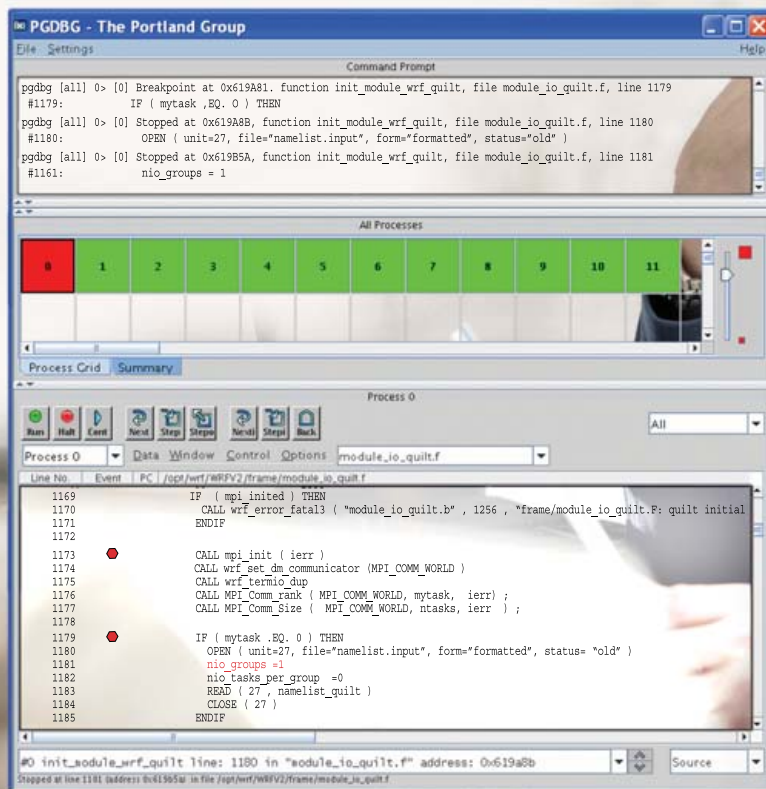 PGDBG - The Portland Group
File Settings Help
Command Prompt
pgdbg [all] 0> [0] Breakpoint at 0x619A81. function init_module_wrf_quilt, file module_io_quilt.f, line 1179
#1179: IF ( mytask ,EQ. O ) THEN
pgdbg [all] 0> [0] Stopped at 0x619A8B, function init_module_wrf_quilt, file module_io_quilt.f, line 1180
#1180: OPEN ( unit=27, file="namelist.input", form="formatted", status="old" )
pgdbg [all] 0> [0] Stopped at 0x619B5A, function init_module_wrf_quilt, file module_io_quilt.f, line 1181
#1161: nio_groups = 1
All Processes
0 1 2 3 4 5 6 7 8 9 10 11
Process Grid Summary
Process 0
Run Halt Cont Next Step Stepo Nexti Stepi Back All
Process 0 Data Window Control Options module_io_quilt.f
Line No. Event PC /opt/wrf/WRFV2/frame/module_io_quilt.f
1169 IF ( mpi_inited ) THEN
1170 CALL wrf_error_fatal3 ( "module_io_quilt.b" , 1256 , "frame/module_io_quilt.F: quilt initial
1171 ENDIF
1172
1173 CALL mpi_init ( ierr )
1174 CALL wrf_set_dm_communicator (MPI_COMM_WORLD )
1175 CALL wrf_termio_dup
1176 CALL MPI_Comm_rank ( MPI_COMM_WORLD, mytask, ierr) ;
1177 CALL MPI_Comm_Size ( MPI_COMM_WORLD, ntasks, ierr ) ;
1178
1179 IF ( mytask .EQ. 0 ) THEN
1180 OPEN ( unit=27, file="namelist.input", form="formatted", status= "old" )
1181 nio_groups =1
1182 nio_tasks_per_group =0
1183 READ ( 27 , namelist_quilt )
1184 CLOSE ( 27 )
1185 ENDIF
#0 init_module_wrf_quilt line: 1180 in "module_io_quilt.f" address: 0x619a8b Source
Stopped at line 1181 (address 0x619b5a) in file /opt/wrf/WRFV2/frame/module_io_quilt.f